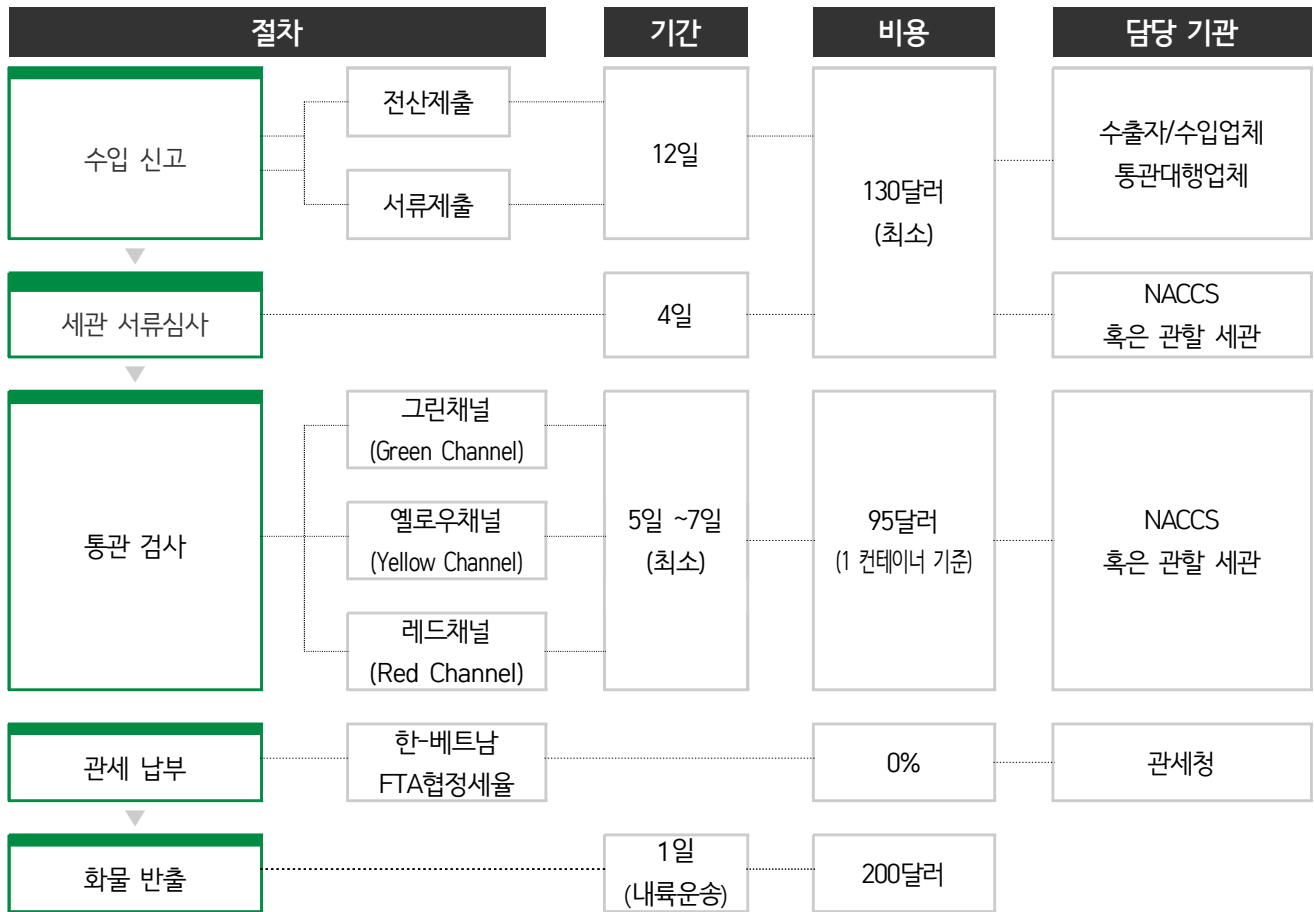 절차
기간
비용
담당 기관
수입 신고
전산제출
서류제출
12일
130달러
(최소)
수출자/수입업체
통관대행업체
세관 서류심사
4일
NACCS
혹은 관할 세관
통관 검사
그린채널
(Green Channel)
옐로우채널
(Yellow Channel)
레드채널
(Red Channel)
5일 ~7일
(최소)
95달러
(1 컨테이너 기준)
NACCS
혹은 관할 세관
관세 납부
한-베트남
FTA협정세율
0%
관세청
화물 반출
1일
(내륙운송)
200달러